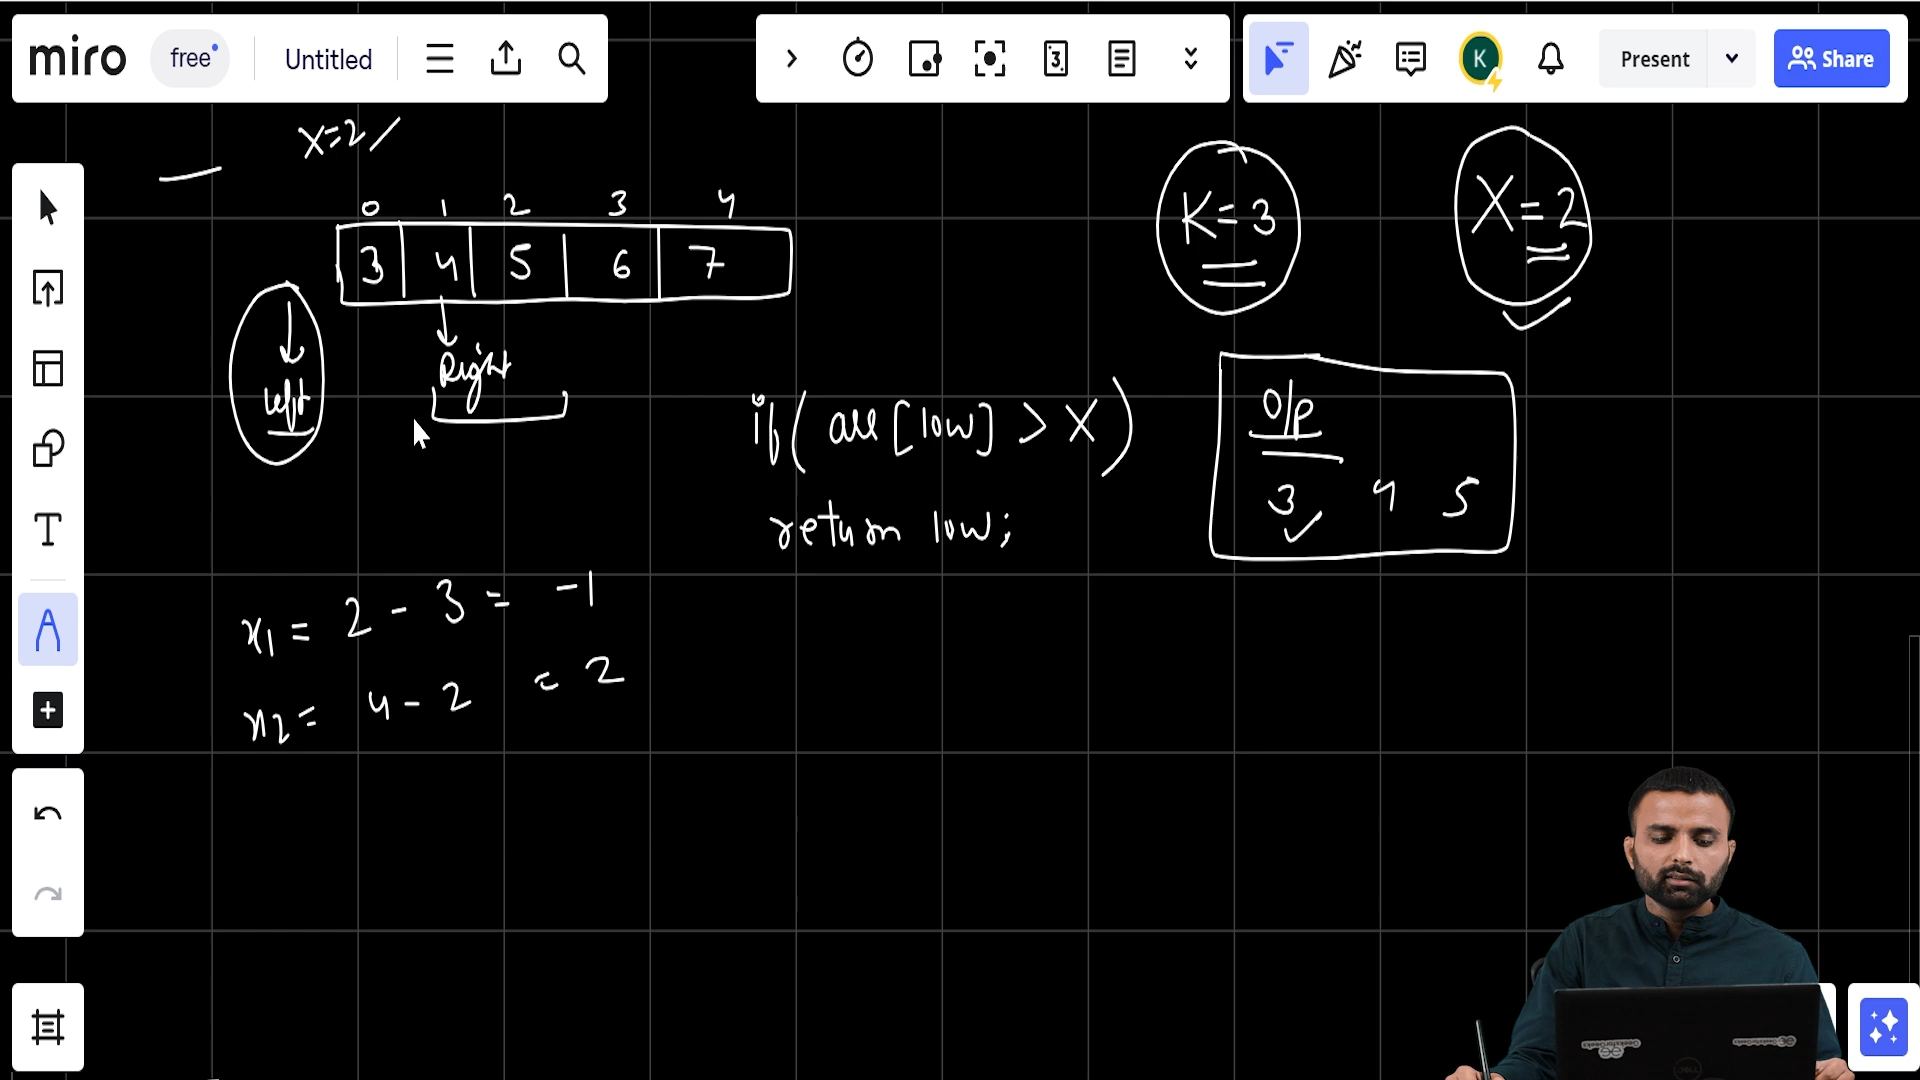 miro free Untitled Present Share
K
X=2
0 1 2 3 4
3 4 5 6 7
K=3
X=2
Left
Right
if(arr[low] > X)
return low;
O/p
3 4 5
x1= 2 - 3 = -1
x2= 4 - 2 = 2
T